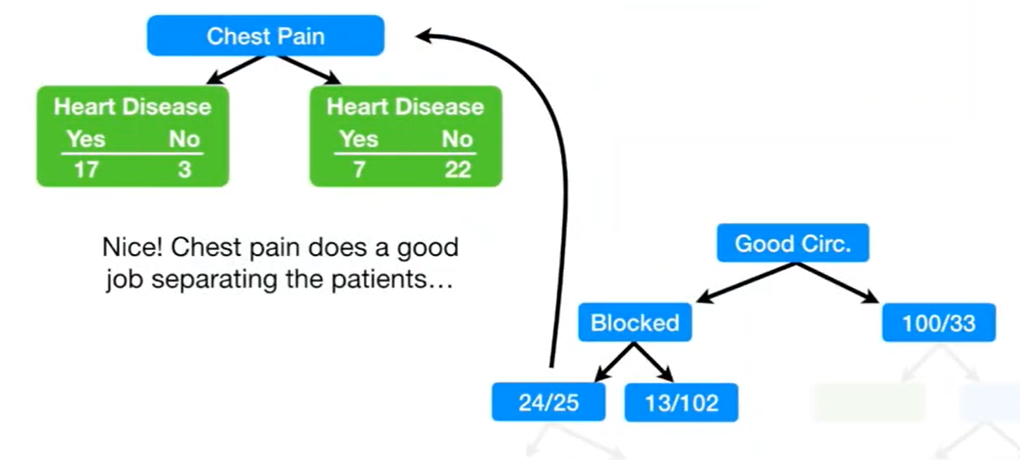 Chest Pain
Heart Disease
Yes No
17 3
Heart Disease
Yes No
7 22
Nice! Chest pain does a good
job separating the patients…
Good Circ.
Blocked
100/33
24/25
13/102